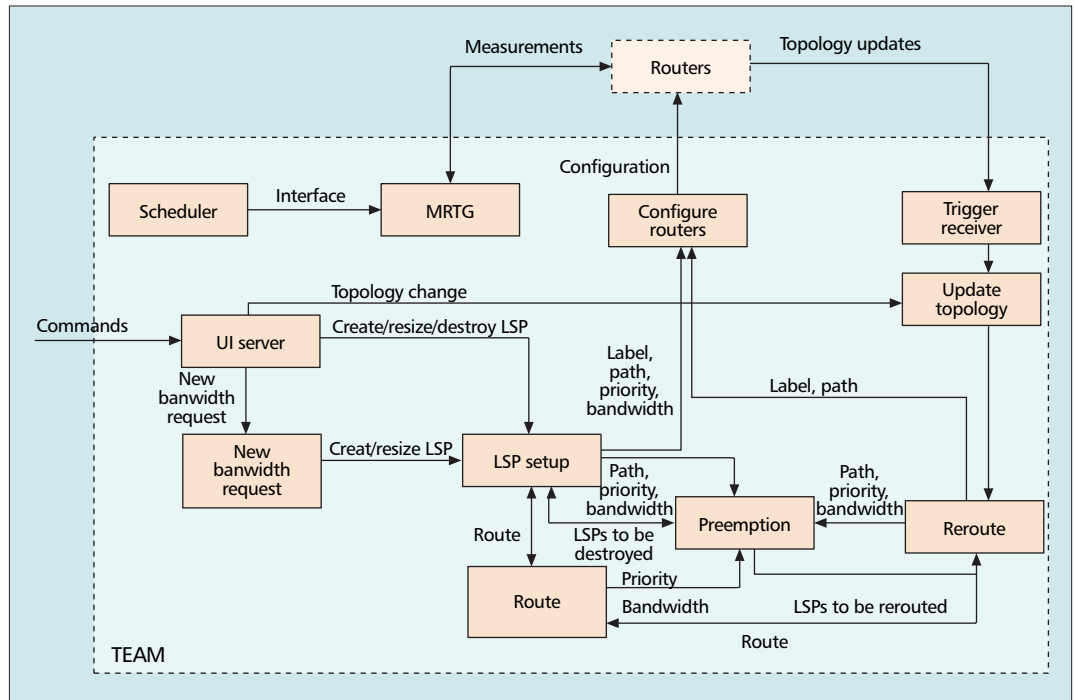 Measurements
Routers
Topology updates
Configuration
Scheduler
Interface
MRTG
Configure
routers
Trigger
receiver
Topology change
Update
topology
Commands
UI server
Create/resize/destroy LSP
Label,
path,
priority,
bandwidth
Label, path
New
banwidth
request
New
banwidth
request
Creat/resize LSP
LSP setup
Path,
priority,
bandwidth
Path,
priority,
bandwidth
Preemption
Reroute
Route
LSPs to be
destroyed
Route
Priority
Bandwidth
LSPs to be rerouted
Route
TEAM